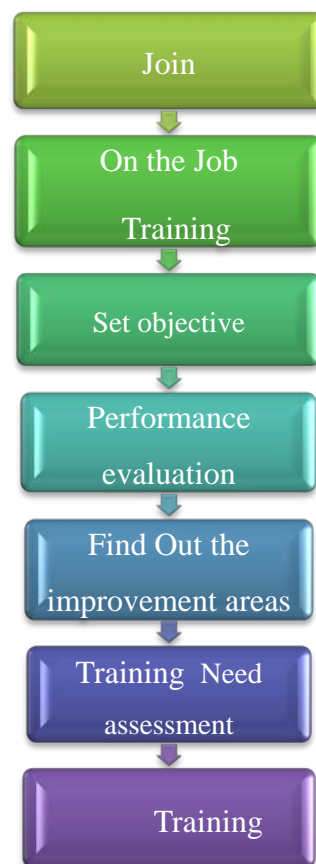 Join
On the Job
Training
Set objective
Performance
evaluation
Find Out the
improvement areas
Training Need
assessment
Training